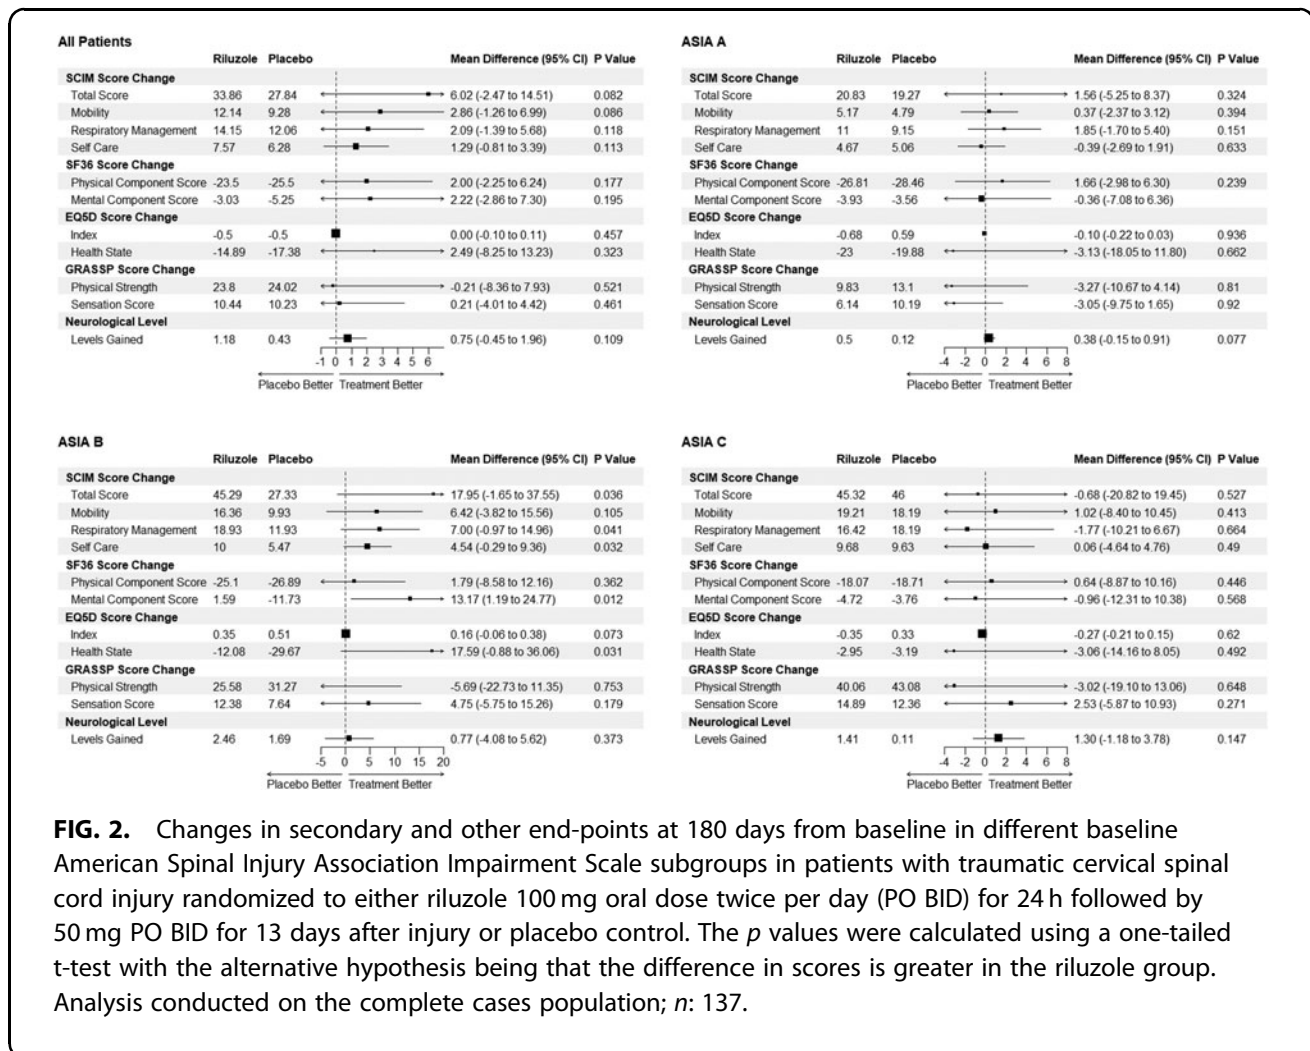 All Patients
Riluzole Placebo Mean Difference (95% CI) P Value
SCIM Score Change
Total Score 33.86 27.84 6.02 (-2.47 to 14.51) 0.082
Mobility 12.14 9.28 2.86 (-1.26 to 6.99) 0.086
Respiratory Management 14.15 12.06 2.09 (-1.39 to 5.68) 0.118
Self Care 7.57 6.28 1.29 (-0.81 to 3.39) 0.113
SF36 Score Change
Physical Component Score -23.5 -25.5 2.00 (-2.25 to 6.24) 0.177
Mental Component Score -3.03 -5.25 2.22 (-2.86 to 7.30) 0.195
EQ5D Score Change
Index -0.5 -0.5 0.00 (-0.10 to 0.11) 0.457
Health State -14.89 -17.38 2.49 (-8.25 to 13.23) 0.323
GRASSP Score Change
Physical Strength 23.8 24.02 -0.21 (-8.36 to 7.93) 0.521
Sensation Score 10.44 10.23 0.21 (-4.01 to 4.42) 0.461
Neurological Level
Levels Gained 1.18 0.43 0.75 (-0.45 to 1.96) 0.109
-1 0 1 2 3 4 5 6
Placebo Better Treatment Better
ASIA A
Riluzole Placebo Mean Difference (95% CI) P Value
SCIM Score Change
Total Score 20.83 19.27 1.56 (-5.25 to 8.37) 0.324
Mobility 5.17 4.79 0.37 (-2.37 to 3.12) 0.394
Respiratory Management 11 9.15 1.85 (-1.70 to 5.40) 0.151
Self Care 4.67 5.06 -0.39 (-2.69 to 1.91) 0.633
SF36 Score Change
Physical Component Score -26.81 -28.46 1.66 (-2.98 to 6.30) 0.239
Mental Component Score -3.93 -3.56 -0.36 (-7.08 to 6.36)
EQ5D Score Change
Index -0.68 0.59 -0.10 (-0.22 to 0.03) 0.936
Health State -23 -19.88 -3.13 (-18.05 to 11.80) 0.662
GRASSP Score Change
Physical Strength 9.83 13.1 -3.27 (-10.67 to 4.14) 0.81
Sensation Score 6.14 10.19 -3.05 (-9.75 to 1.65) 0.92
Neurological Level
Levels Gained 0.5 0.12 0.38 (-0.15 to 0.91) 0.077
-4 -2 0 2 4 6 8
Placebo Better Treatment Better
ASIA B
Riluzole Placebo Mean Difference (95% CI) P Value
SCIM Score Change
Total Score 45.29 27.33 17.95 (-1.65 to 37.55) 0.036
Mobility 16.36 9.93 6.42 (-3.82 to 15.56) 0.105
Respiratory Management 18.93 11.93 7.00 (-0.97 to 14.96) 0.041
Self Care 10 5.47 4.54 (-0.29 to 9.36) 0.032
SF36 Score Change
Physical Component Score -25.1 -26.89 1.79 (-8.58 to 12.16) 0.362
Mental Component Score 1.59 -11.73 13.17 (1.19 to 24.77) 0.012
EQ5D Score Change
Index 0.35 0.51 0.16 (-0.06 to 0.38) 0.073
Health State -12.08 -29.67 17.59 (-0.88 to 36.06) 0.031
GRASSP Score Change
Physical Strength 25.58 31.27 -5.69 (-22.73 to 11.35) 0.753
Sensation Score 12.38 7.64 4.75 (-5.75 to 15.26) 0.179
Neurological Level
Levels Gained 2.46 1.69 0.77 (-4.08 to 5.62) 0.373
-5 0 5 10 15 20
Placebo Better Treatment Better
ASIA C
Riluzole Placebo Mean Difference (95% CI) P Value
SCIM Score Change
Total Score 45.32 46 -0.68 (-20.82 to 19.45) 0.527
Mobility 19.21 18.19 1.02 (-8.40 to 10.45) 0.413
Respiratory Management 16.42 18.19 -1.77 (-10.21 to 6.67) 0.664
Self Care 9.68 9.63 0.06 (-4.64 to 4.76) 0.49
SF36 Score Change
Physical Component Score -18.07 -18.71 0.64 (-8.87 to 10.16) 0.446
Mental Component Score -4.72 -3.76 -0.96 (-12.31 to 10.38) 0.568
EQ5D Score Change
Index -0.35 0.33 -0.27 (-0.21 to 0.15) 0.62
Health State -2.95 -3.19 -3.06 (-14.16 to 8.05) 0.492
GRASSP Score Change
Physical Strength 40.06 43.08 -3.02 (-19.10 to 13.06) 0.648
Sensation Score 14.89 12.36 2.53 (-5.87 to 10.93) 0.271
Neurological Level
Levels Gained 1.41 0.11 1.30 (-1.18 to 3.78) 0.147
-4 -2 0 2 4 6 8
Placebo Better Treatment Better
FIG. 2. Changes in secondary and other end-points at 180 days from baseline in different baseline
American Spinal Injury Association Impairment Scale subgroups in patients with traumatic cervical spinal
cord injury randomized to either riluzole 100 mg oral dose twice per day (PO BID) for 24 h followed by
50 mg PO BID for 13 days after injury or placebo control. The p values were calculated using a one-tailed
t-test with the alternative hypothesis being that the difference in scores is greater in the riluzole group.
Analysis conducted on the complete cases population; n: 137.